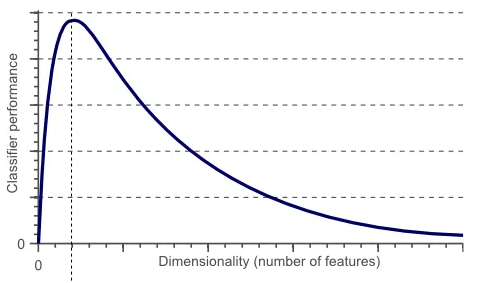 Classifier performance
0
0
Dimensionality (number of features)